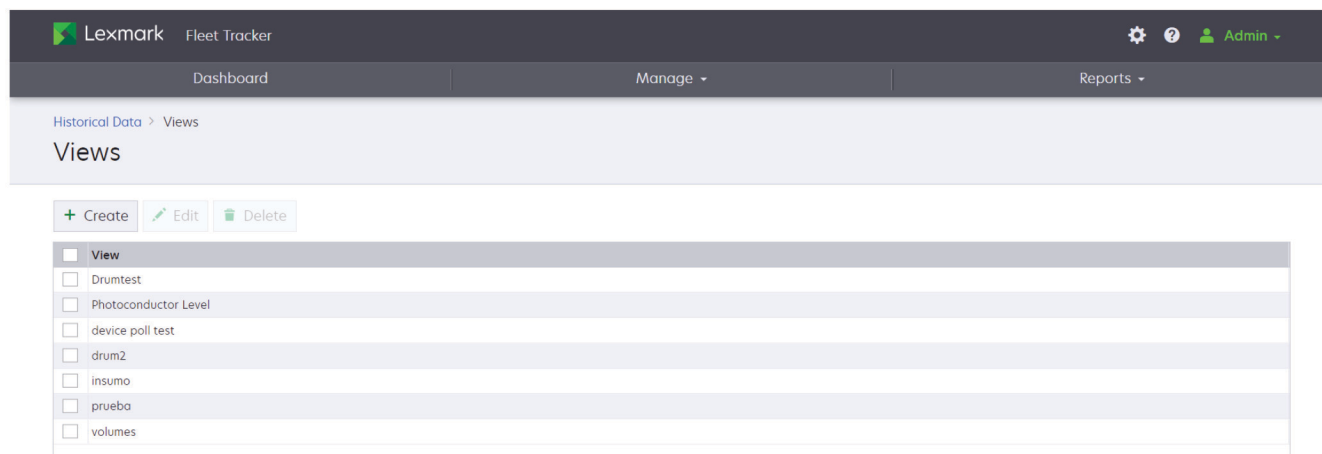 Lexmark Fleet Tracker Admin
Dashboard Manage Reports
Historical Data > Views
Views
+ Create Edit Delete
View
Drumtest
Photoconductor Level
device poll test
drum2
insumo
prueba
volumes